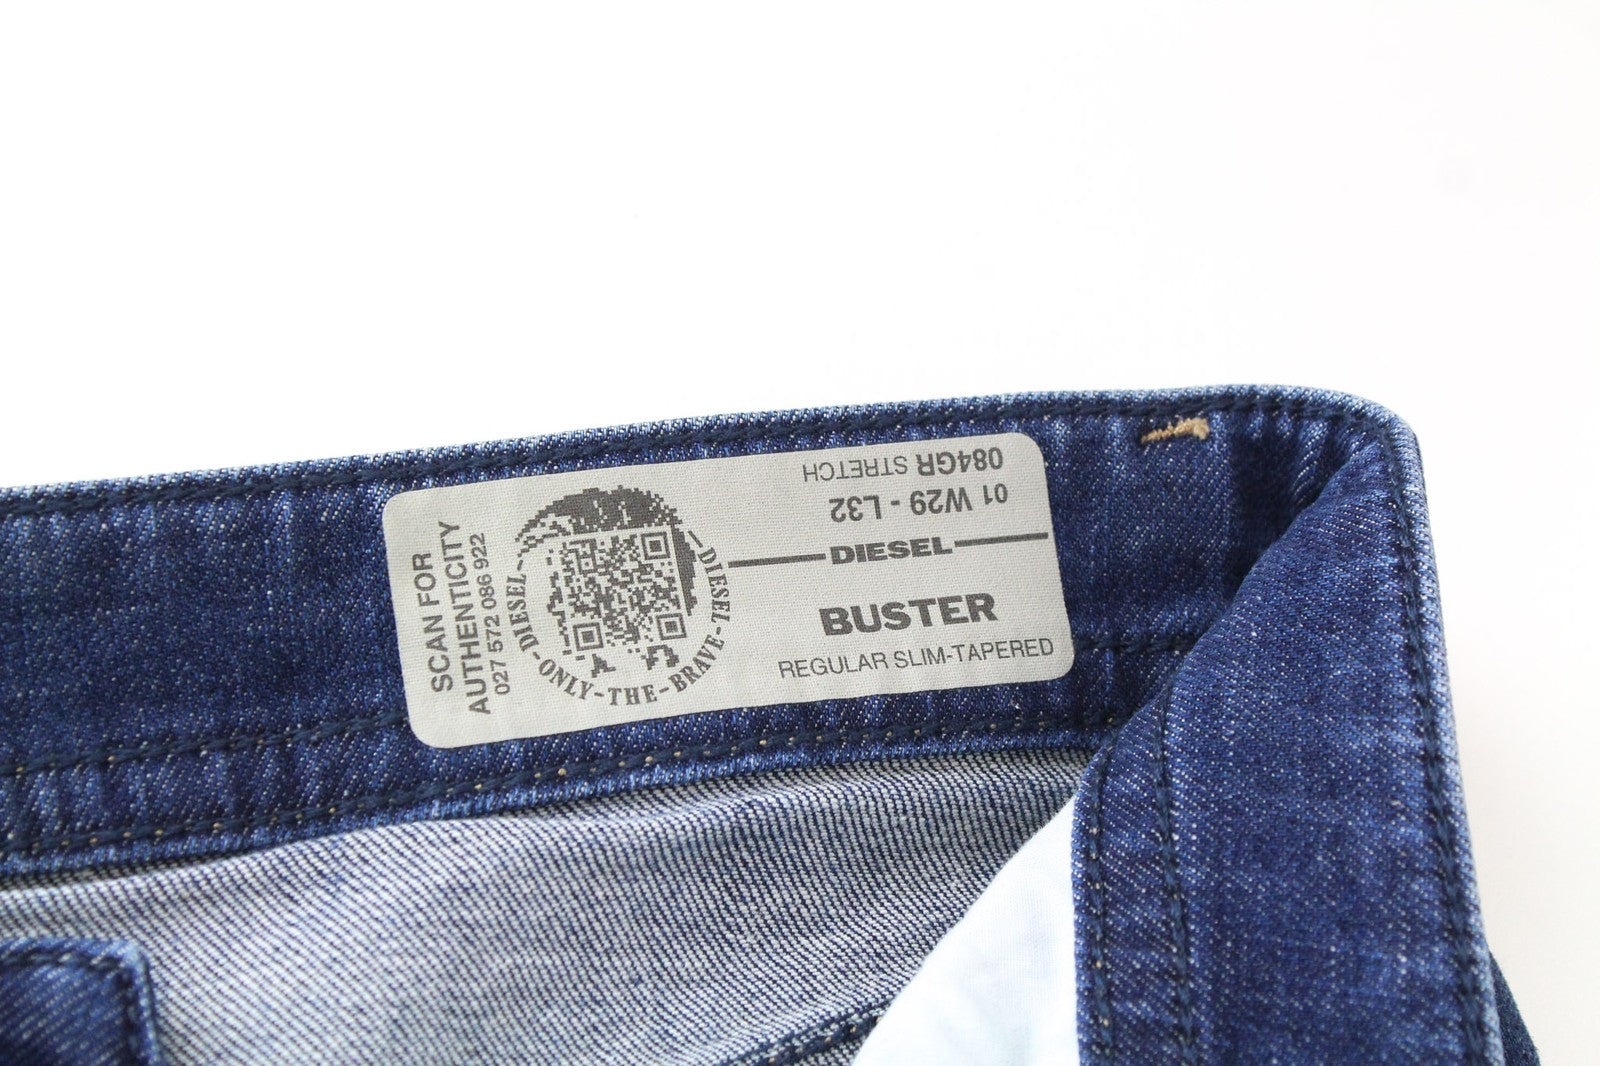 SCAN FOR
AUTHENTICITY
027 572 086 922
DIESEL-ONLY-THE-BRAVE-DIESEL
084GR STRETCH
01 W29 - L32
DIESEL
BUSTER
REGULAR SLIM-TAPERED